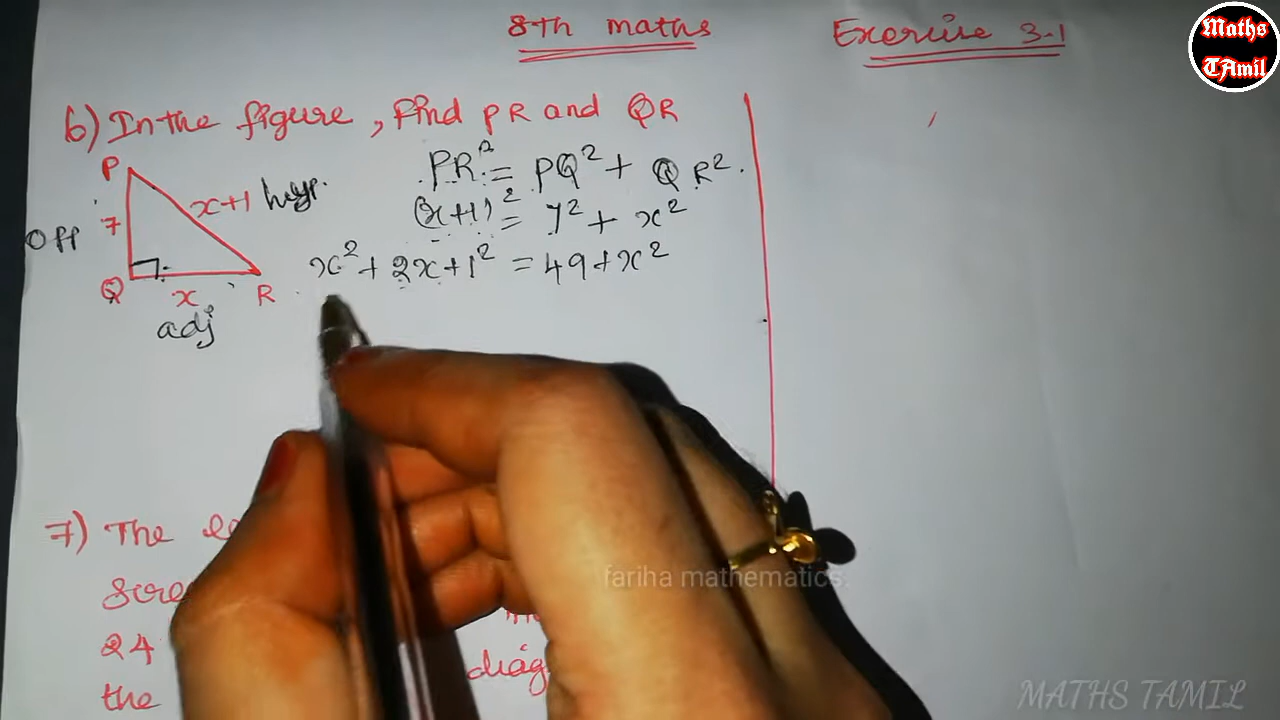 8th maths
Exercise 3.1
Maths
TAmil
6) In the figure, Find PR and QR
P
7
x+1 hyp.
Opp
Q
x
R
adj
PR² = PQ² + QR².
(x+1)² = 7² + x²
x² + 2x + 1² = 49 + x²
7) The
24
the
fariha mathematics.
MATHS TAMIL